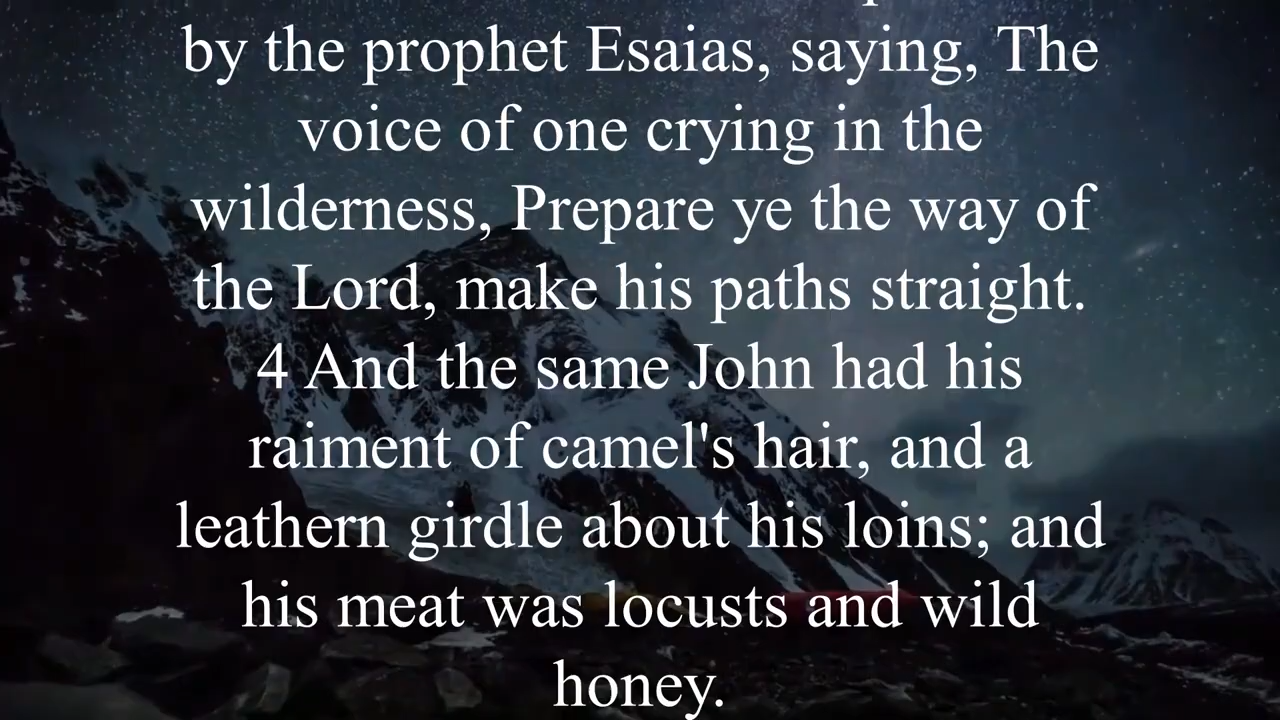 by the prophet Esaias, saying, The
voice of one crying in the
wilderness, Prepare ye the way of
the Lord, make his paths straight.
4 And the same John had his
raiment of camel's hair, and a
leathern girdle about his loins; and
his meat was locusts and wild
honey.